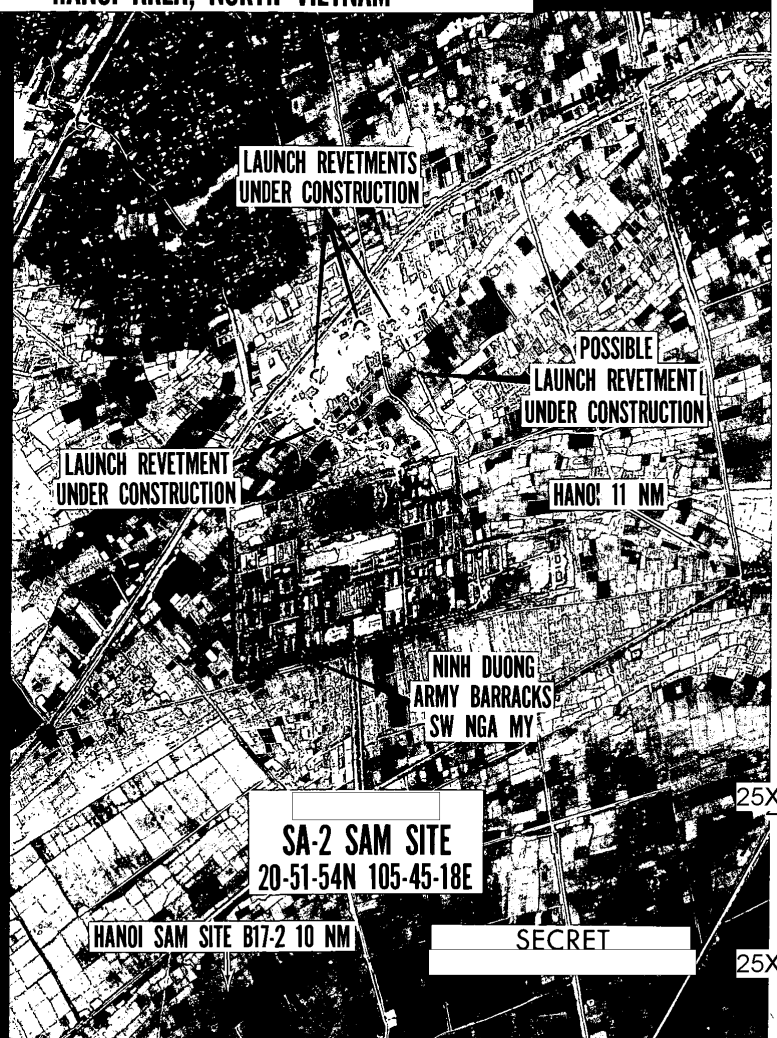 HANOI AREA, NORTH VIETNAM
LAUNCH REVETMENTS
UNDER CONSTRUCTION
POSSIBLE
LAUNCH REVETMENT
UNDER CONSTRUCTION
LAUNCH REVETMENT
UNDER CONSTRUCTION
HANOI 11 NM
NINH DUONG
ARMY BARRACKS
SW NGA MY
25X
SA-2 SAM SITE
20-51-54N 105-45-18E
HANOI SAM SITE B17-2 10 NM
SECRET
25X